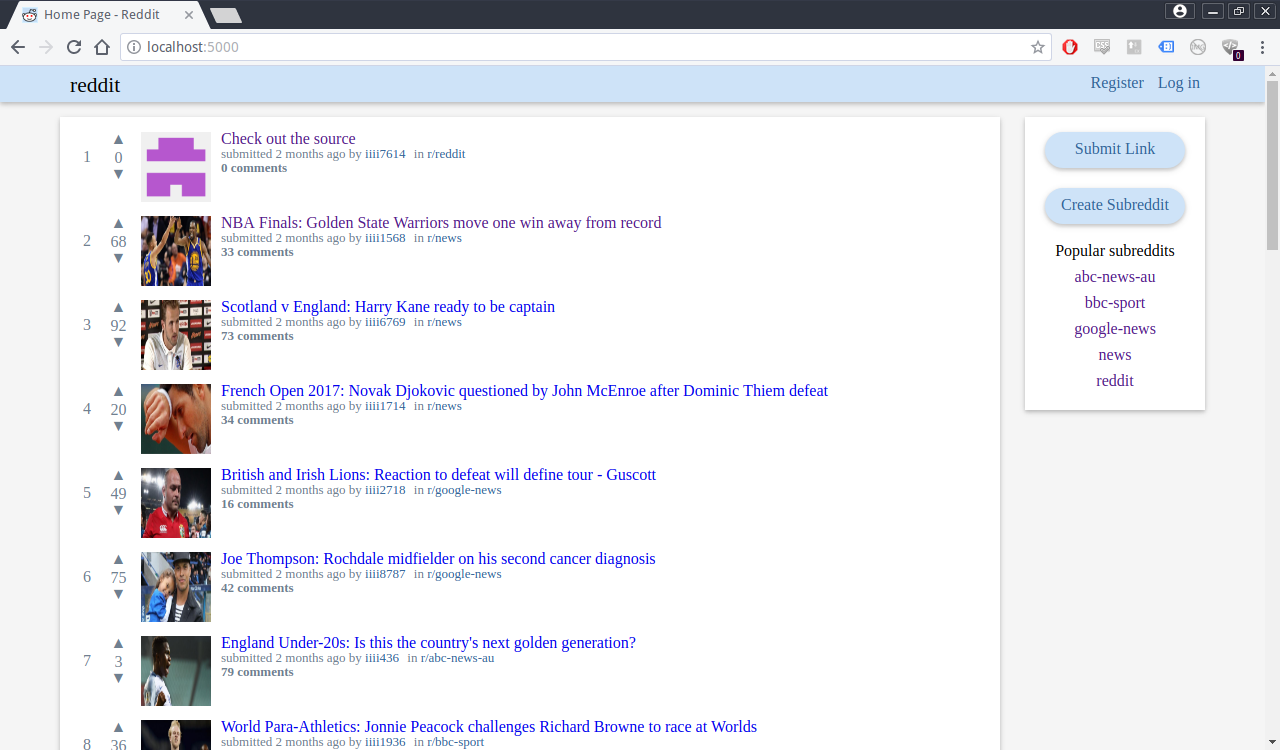 Home Page - Reddit
localhost:5000
0
reddit
Register Log in
1
0
Check out the source
submitted 2 months ago by iiii7614 in r/reddit
0 comments
2
68
NBA Finals: Golden State Warriors move one win away from record
submitted 2 months ago by iiii1568 in r/news
33 comments
3
92
Scotland v England: Harry Kane ready to be captain
submitted 2 months ago by iiii6769 in r/news
73 comments
4
20
French Open 2017: Novak Djokovic questioned by John McEnroe after Dominic Thiem defeat
submitted 2 months ago by iiii1714 in r/news
34 comments
5
49
British and Irish Lions: Reaction to defeat will define tour - Guscott
submitted 2 months ago by iiii2718 in r/google-news
16 comments
6
75
Joe Thompson: Rochdale midfielder on his second cancer diagnosis
submitted 2 months ago by iiii8787 in r/google-news
42 comments
7
3
England Under-20s: Is this the country's next golden generation?
submitted 2 months ago by iiii436 in r/abc-news-au
79 comments
8
36
World Para-Athletics: Jonnie Peacock challenges Richard Browne to race at Worlds
submitted 2 months ago by iiii1936 in r/bbc-sport
Submit Link
Create Subreddit
Popular subreddits
abc-news-au
bbc-sport
google-news
news
reddit